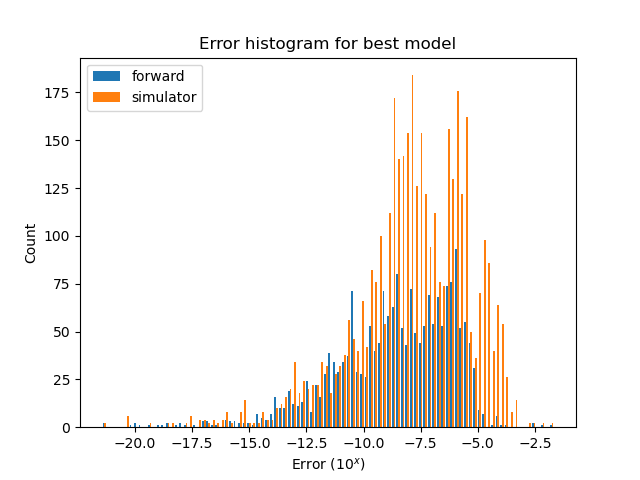 Error histogram for best model
forward
simulator
175
150
125
100
75
50
25
0
Count
−20.0 −17.5 −15.0 −12.5 −10.0 −7.5 −5.0 −2.5
Error (10^x)